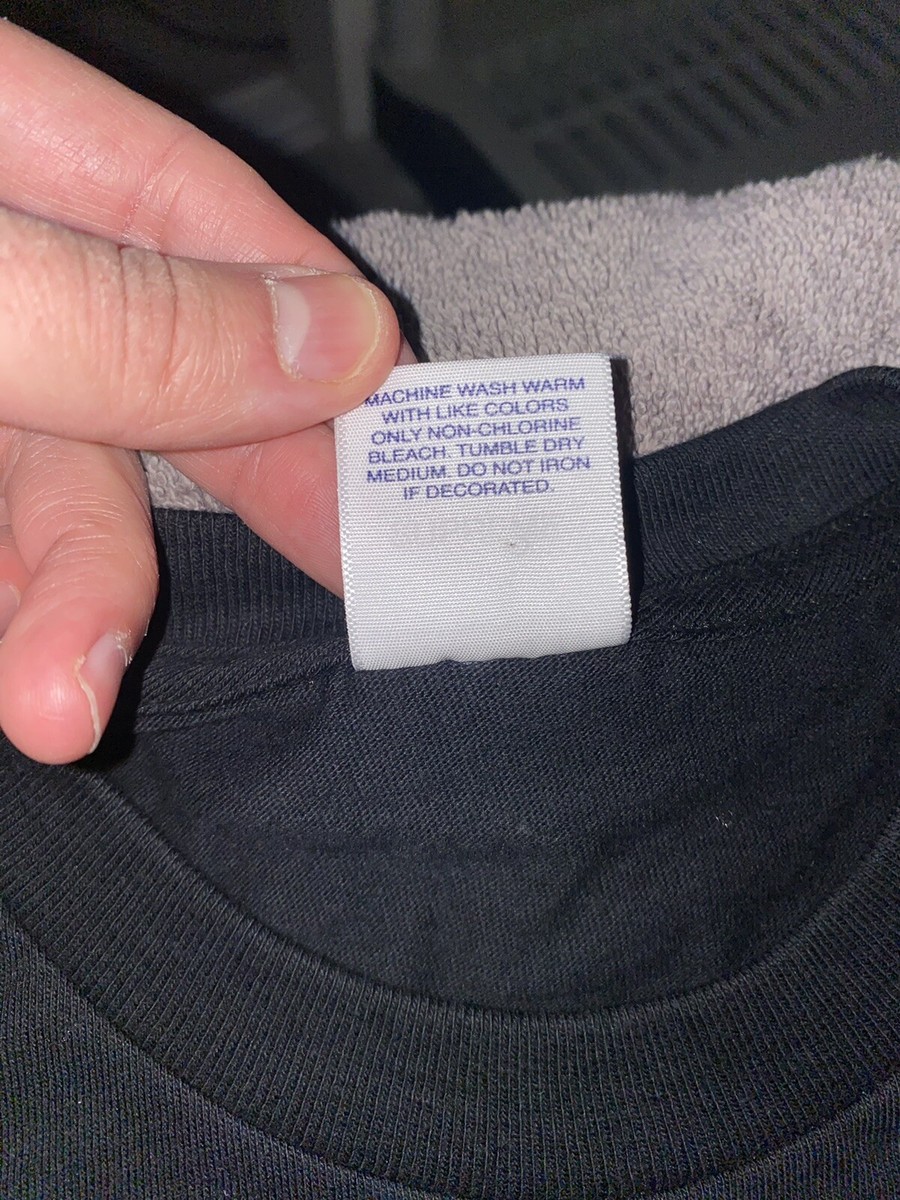 MACHINE WASH WARM
WITH LIKE COLORS
ONLY NON-CHLORINE
BLEACH. TUMBLE DRY
MEDIUM. DO NOT IRON
IF DECORATED.